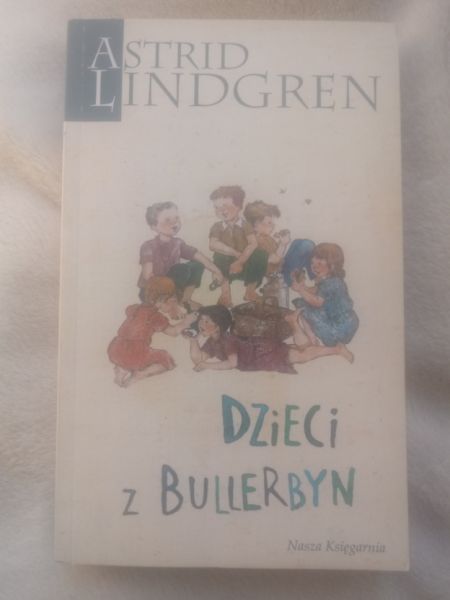 ASTRID
LINDGREN
DZIECI
Z BULLERBYN
Nasza Księgarnia